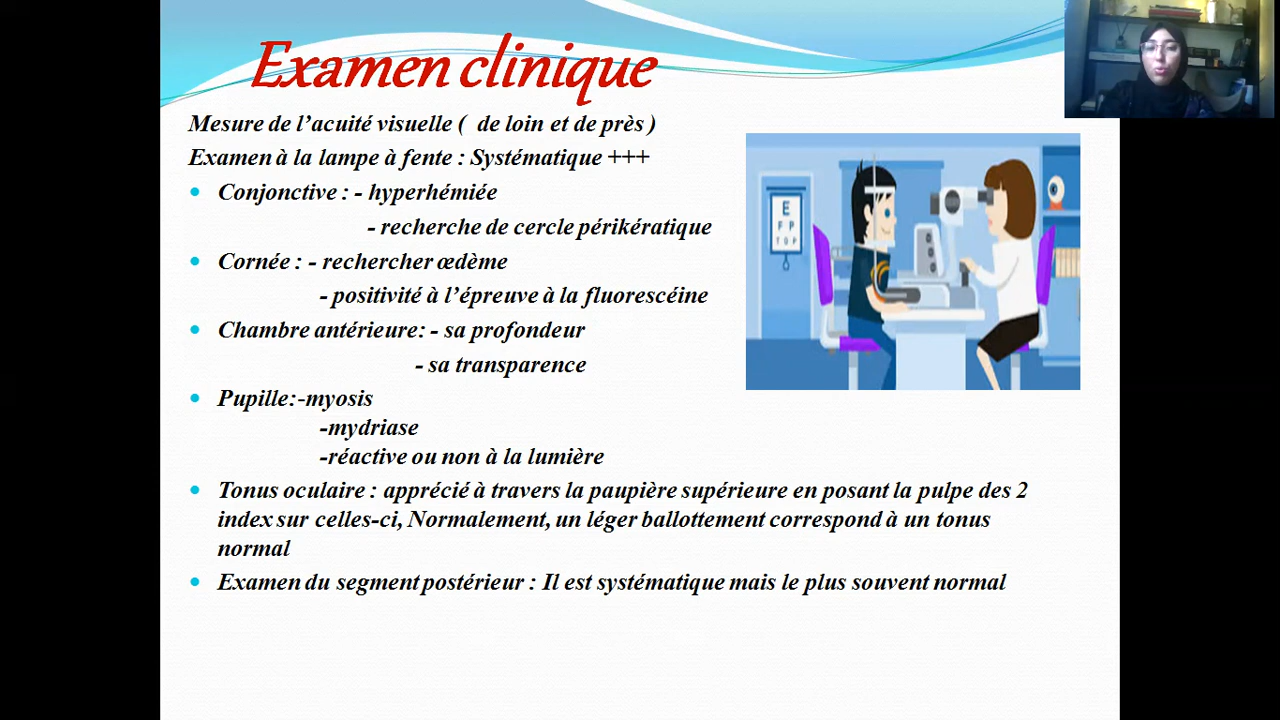 Examen clinique
Mesure de l’acuité visuelle (  de loin et de près )
Examen à la lampe à fente : Systématique +++
Conjonctive : - hyperhémiée
- recherche de cercle périkératique
Cornée : - rechercher œdème
- positivité à l’épreuve à la fluorescéine
Chambre antérieure: - sa profondeur
- sa transparence
Pupille:-myosis
-mydriase
-réactive ou non à la lumière
Tonus oculaire : apprécié à travers la paupière supérieure en posant la pulpe des 2
index sur celles-ci, Normalement, un léger ballottement correspond à un tonus
normal
Examen du segment postérieur : Il est systématique mais le plus souvent normal
E
F P
T O P